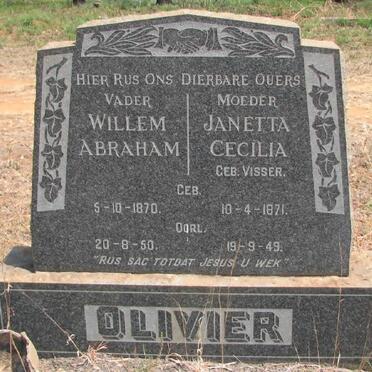 HIER RUS ONS DIERBARE OUERS
VADER
WILLEM
ABRAHAM
MOEDER
JANETTA
CECILIA
GEB. VISSER.
GEB.
5-10-1870. 10-4-1871.
OORL.
20-8-50. 19-9-49.
"RUS SAG TOTDAT JESUS U WEK"
OLIVIER